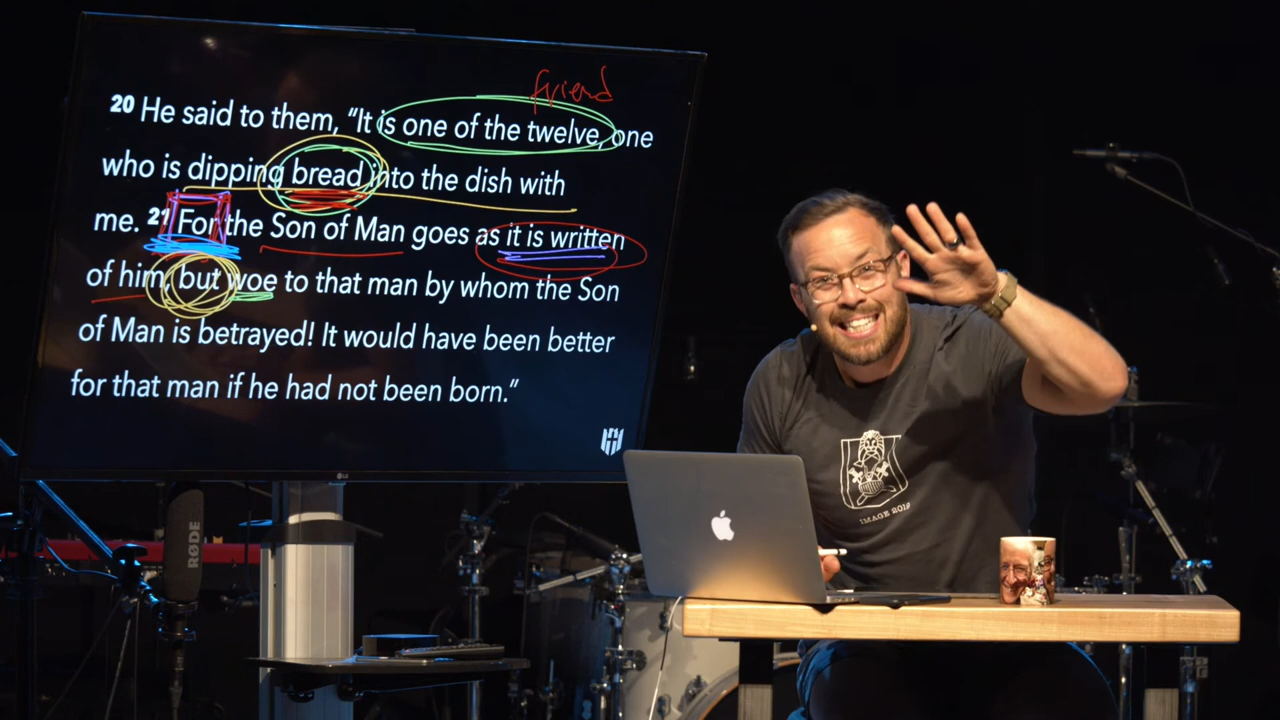 friend
20 He said to them, “It is one of the twelve, one
who is dipping bread into the dish with
me. 21 For the Son of Man goes as it is written
of him, but woe to that man by whom the Son
of Man is betrayed! It would have been better
for that man if he had not been born.”
LG
RØDE
IMAGE 2019